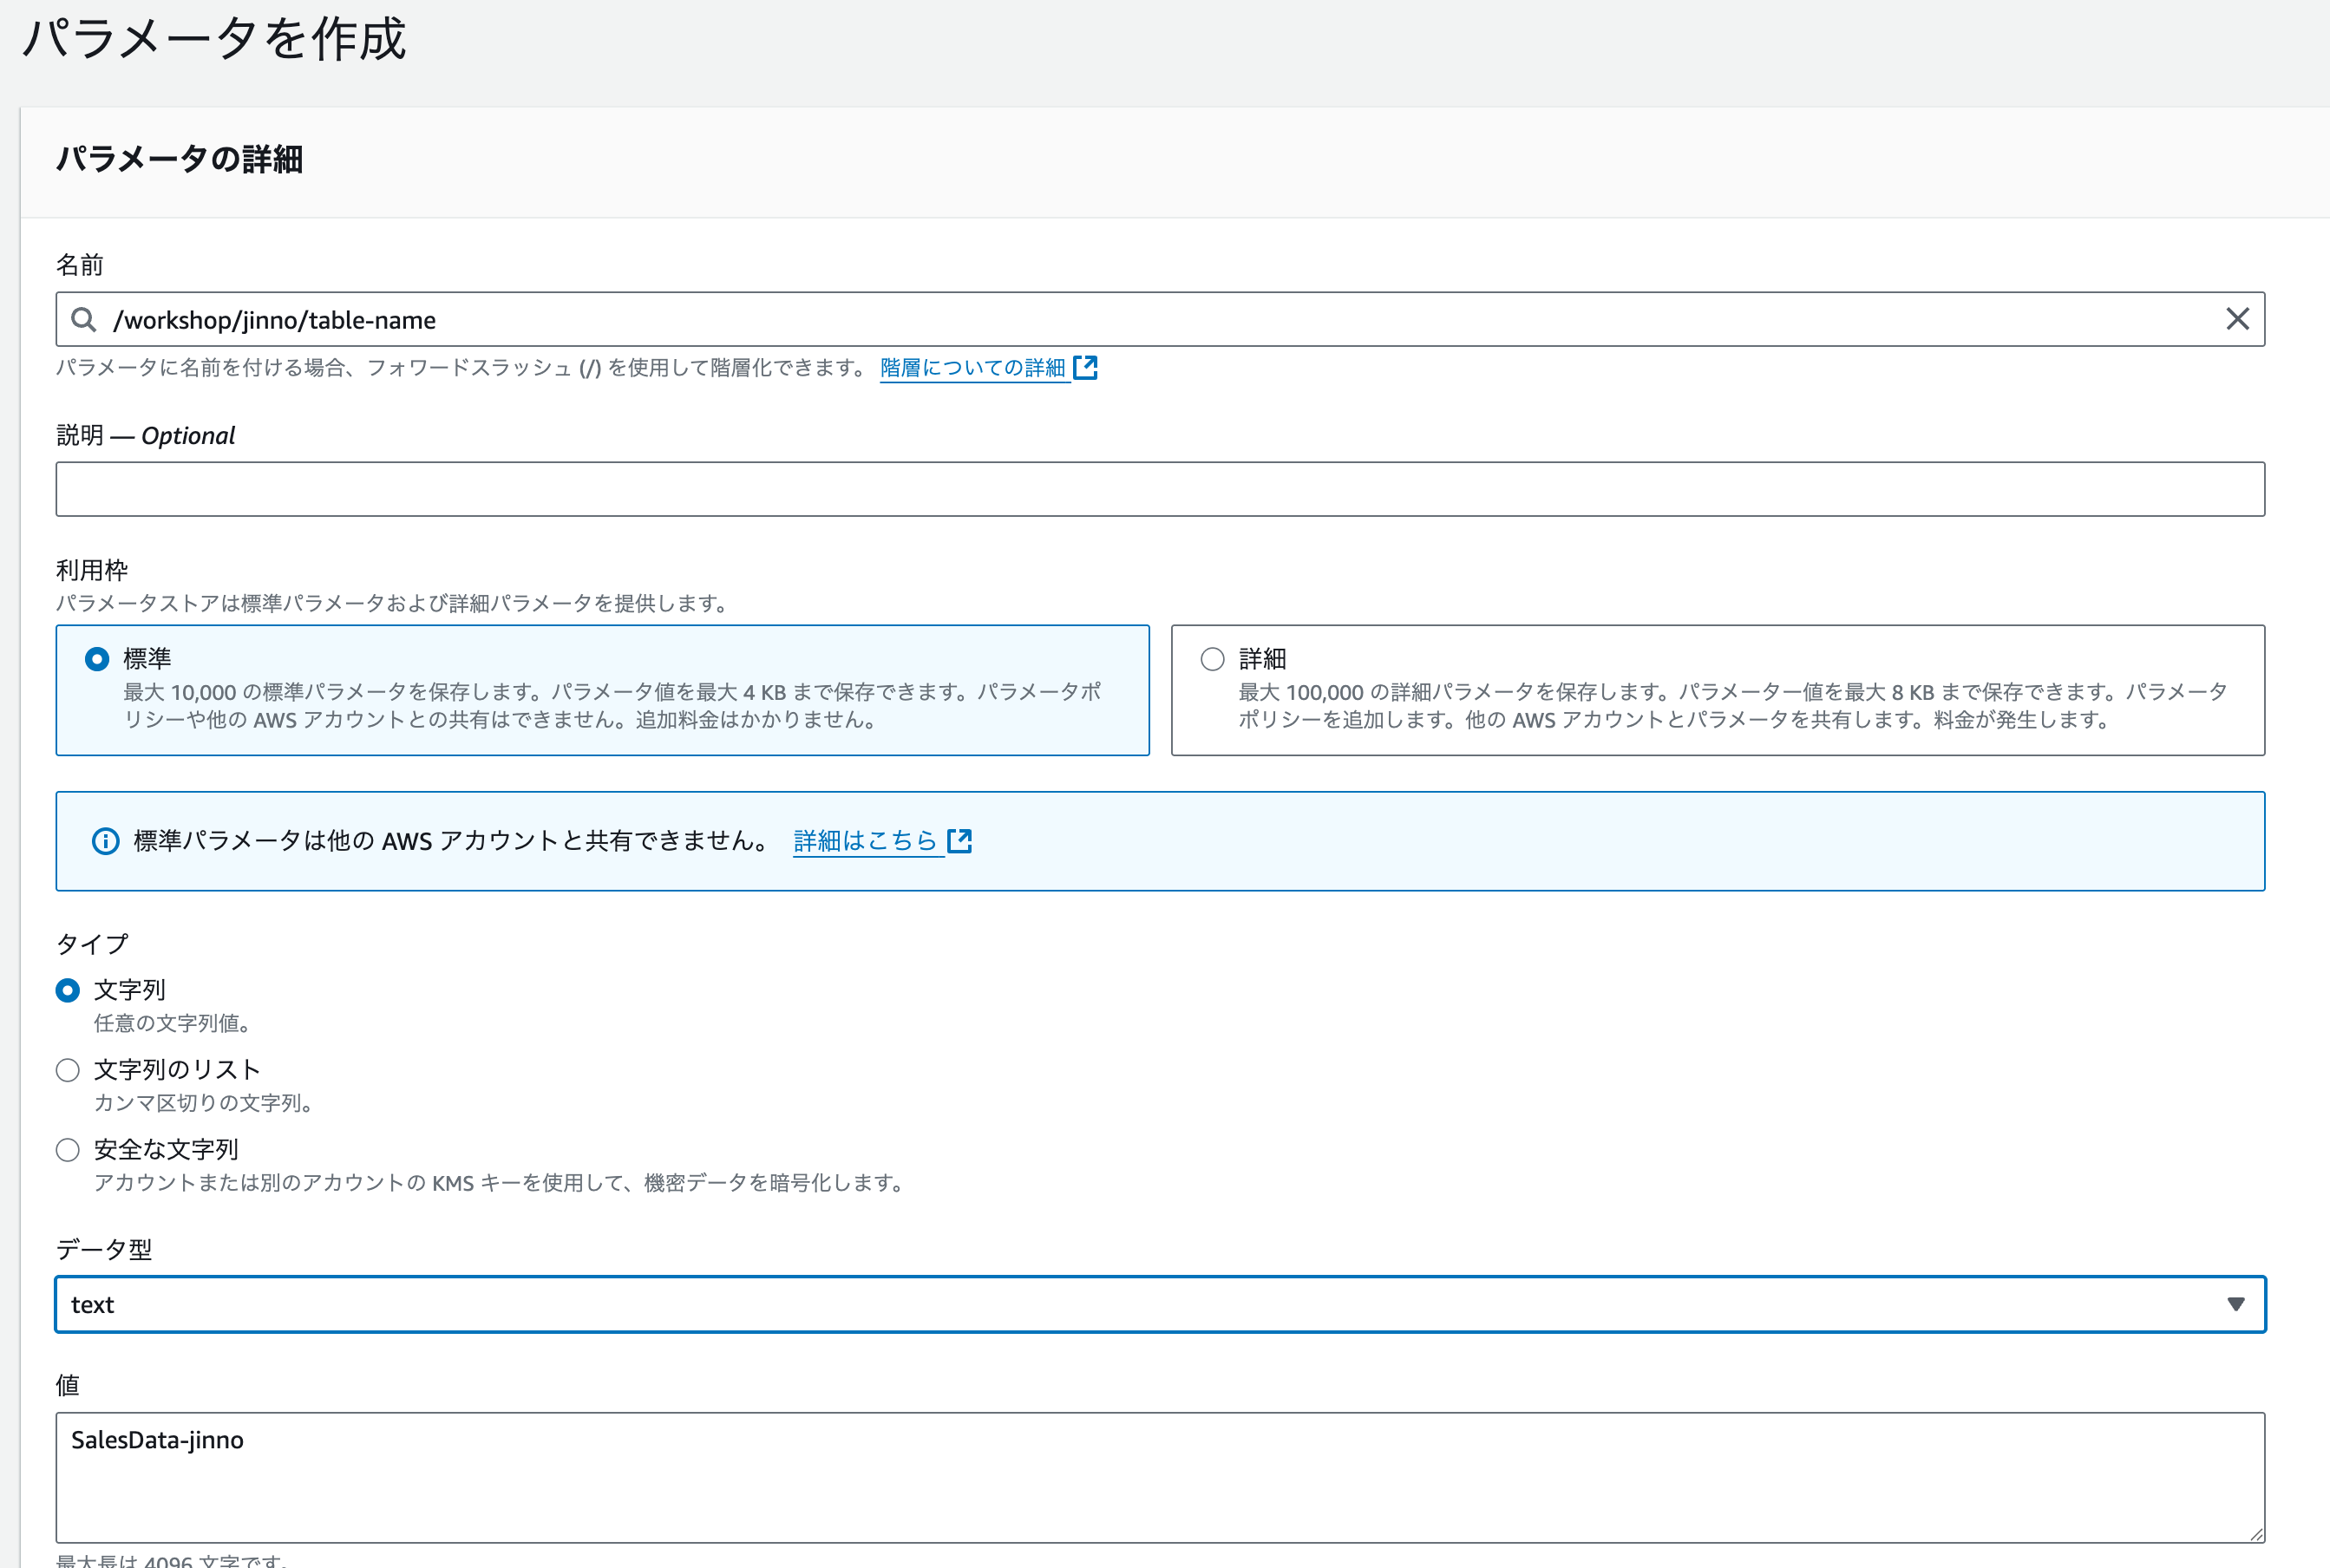 パラメータを作成
パラメータの詳細
名前
/workshop/jinno/table-name
パラメータに名前を付ける場合、フォワードスラッシュ (/) を使用して階層化できます。 階層についての詳細
説明 — Optional
利用枠
パラメータストアは標準パラメータおよび詳細パラメータを提供します。
標準
最大 10,000 の標準パラメータを保存します。パラメータ値を最大 4 KB まで保存できます。パラメータポ
リシーや他の AWS アカウントとの共有はできません。追加料金はかかりません。
詳細
最大 100,000 の詳細パラメータを保存します。パラメーター値を最大 8 KB まで保存できます。パラメータ
ポリシーを追加します。他の AWS アカウントとパラメータを共有します。料金が発生します。
標準パラメータは他の AWS アカウントと共有できません。 詳細はこちら
タイプ
文字列
任意の文字列値。
文字列のリスト
カンマ区切りの文字列。
安全な文字列
アカウントまたは別のアカウントの KMS キーを使用して、機密データを暗号化します。
データ型
text
値
SalesData-jinno
最大長は 4096 文字です。